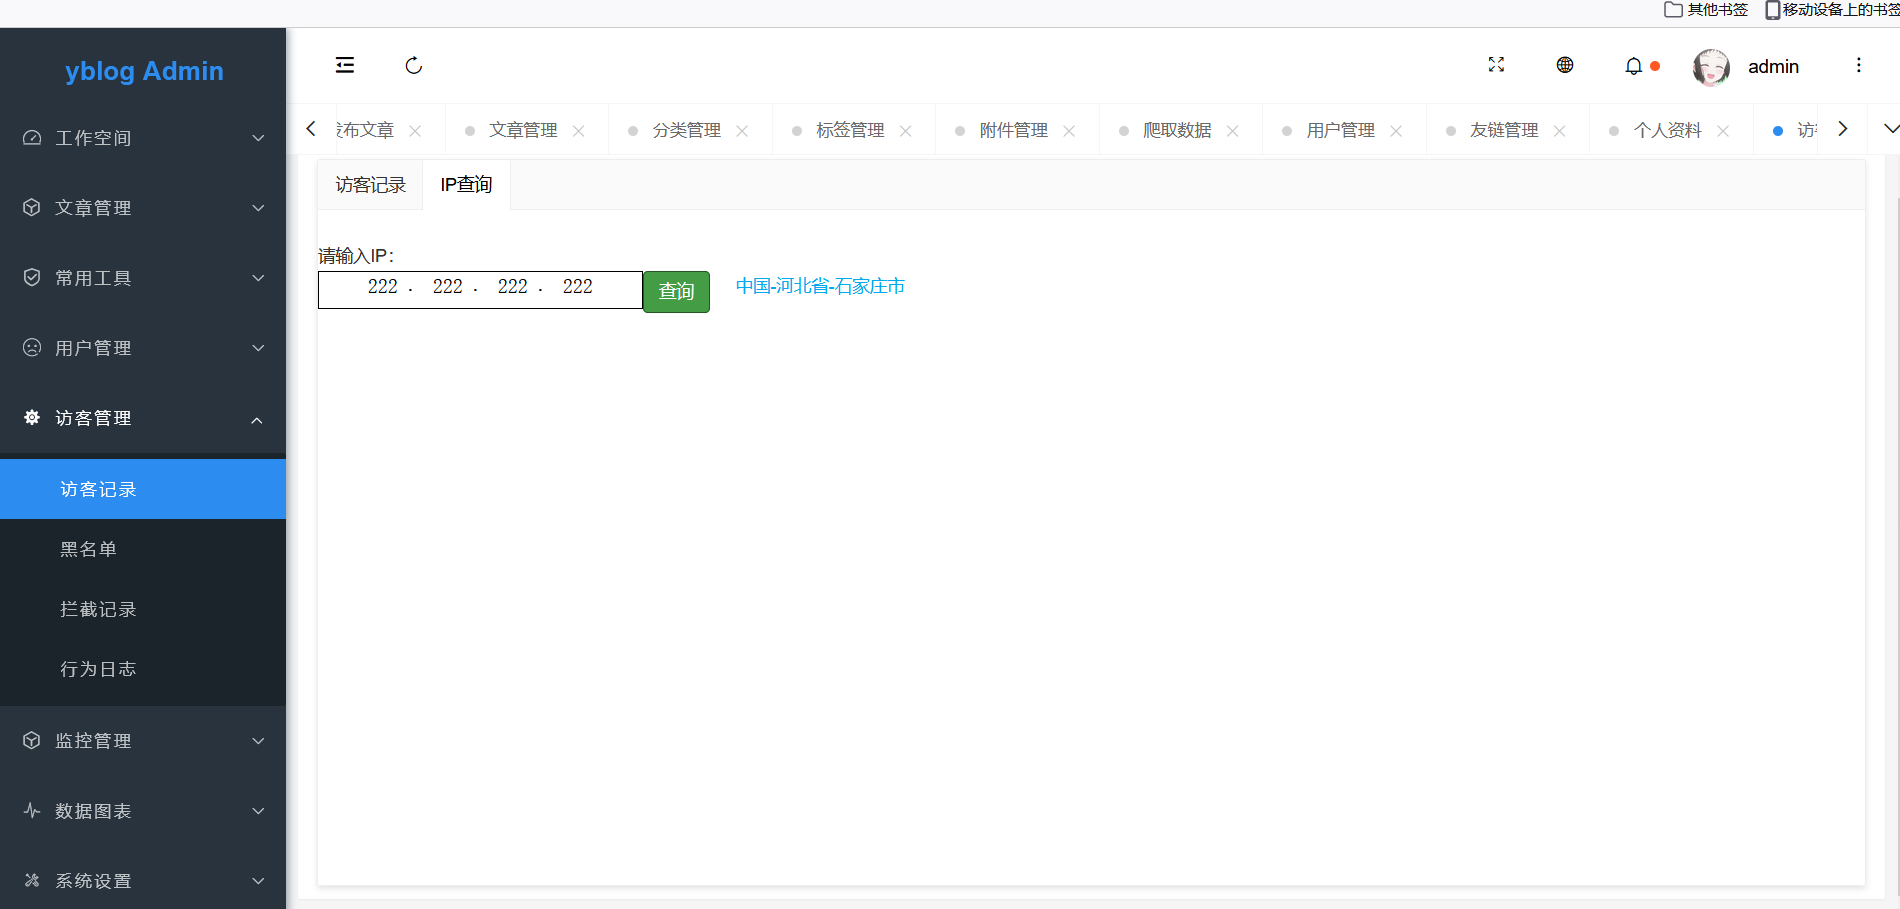 其他书签
移动设备上的书签
yblog Admin
admin
工作空间
文章管理
常用工具
用户管理
访客管理
访客记录
黑名单
拦截记录
行为日志
监控管理
数据图表
系统设置
发布文章
文章管理
分类管理
标签管理
附件管理
爬取数据
用户管理
友链管理
个人资料
访
访客记录
IP查询
请输入IP：
222 . 222 . 222 . 222
查询
中国-河北省-石家庄市